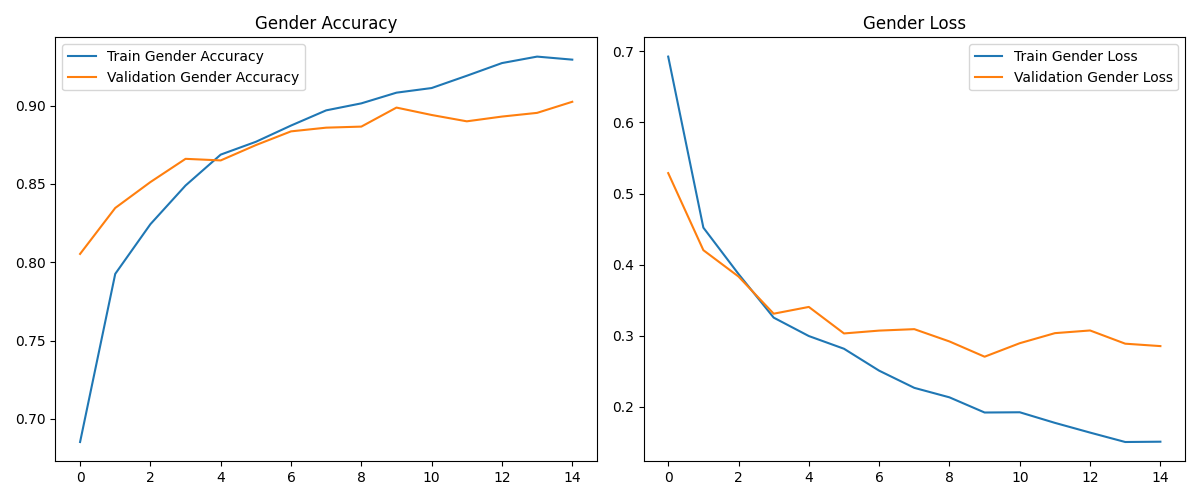 Gender Accuracy
Train Gender Accuracy
Validation Gender Accuracy
0.90
0.85
0.80
0.75
0.70
0 2 4 6 8 10 12 14
Gender Loss
Train Gender Loss
Validation Gender Loss
0.7
0.6
0.5
0.4
0.3
0.2
0 2 4 6 8 10 12 14